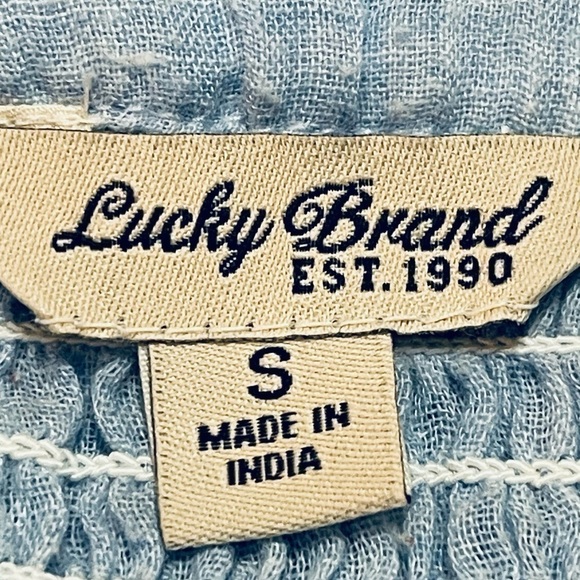 Lucky Brand
EST. 1990
S
MADE IN
INDIA